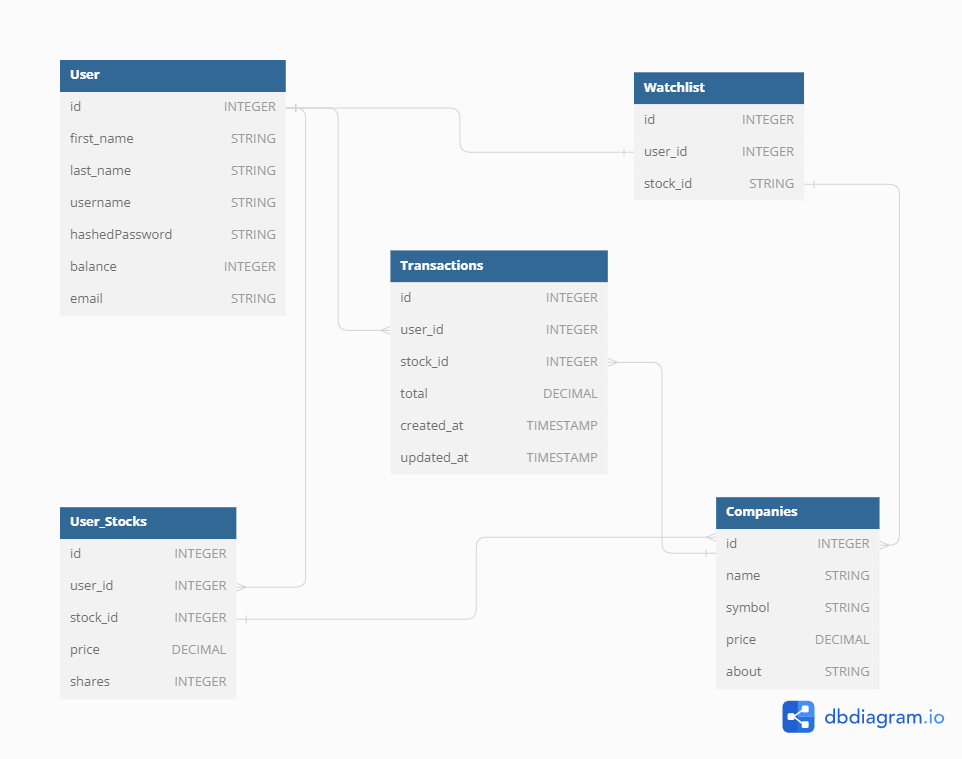 User
id INTEGER
first_name STRING
last_name STRING
username STRING
hashedPassword STRING
balance INTEGER
email STRING
Watchlist
id INTEGER
user_id INTEGER
stock_id STRING
Transactions
id INTEGER
user_id INTEGER
stock_id INTEGER
total DECIMAL
created_at TIMESTAMP
updated_at TIMESTAMP
User_Stocks
id INTEGER
user_id INTEGER
stock_id INTEGER
price DECIMAL
shares INTEGER
Companies
id INTEGER
name STRING
symbol STRING
price DECIMAL
about STRING
dbdiagram.io